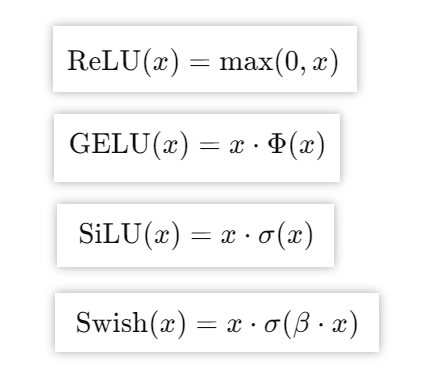 ReLU(x) = max(0, x)
GELU(x) = x · Φ(x)
SiLU(x) = x · σ(x)
Swish(x) = x · σ(β · x)